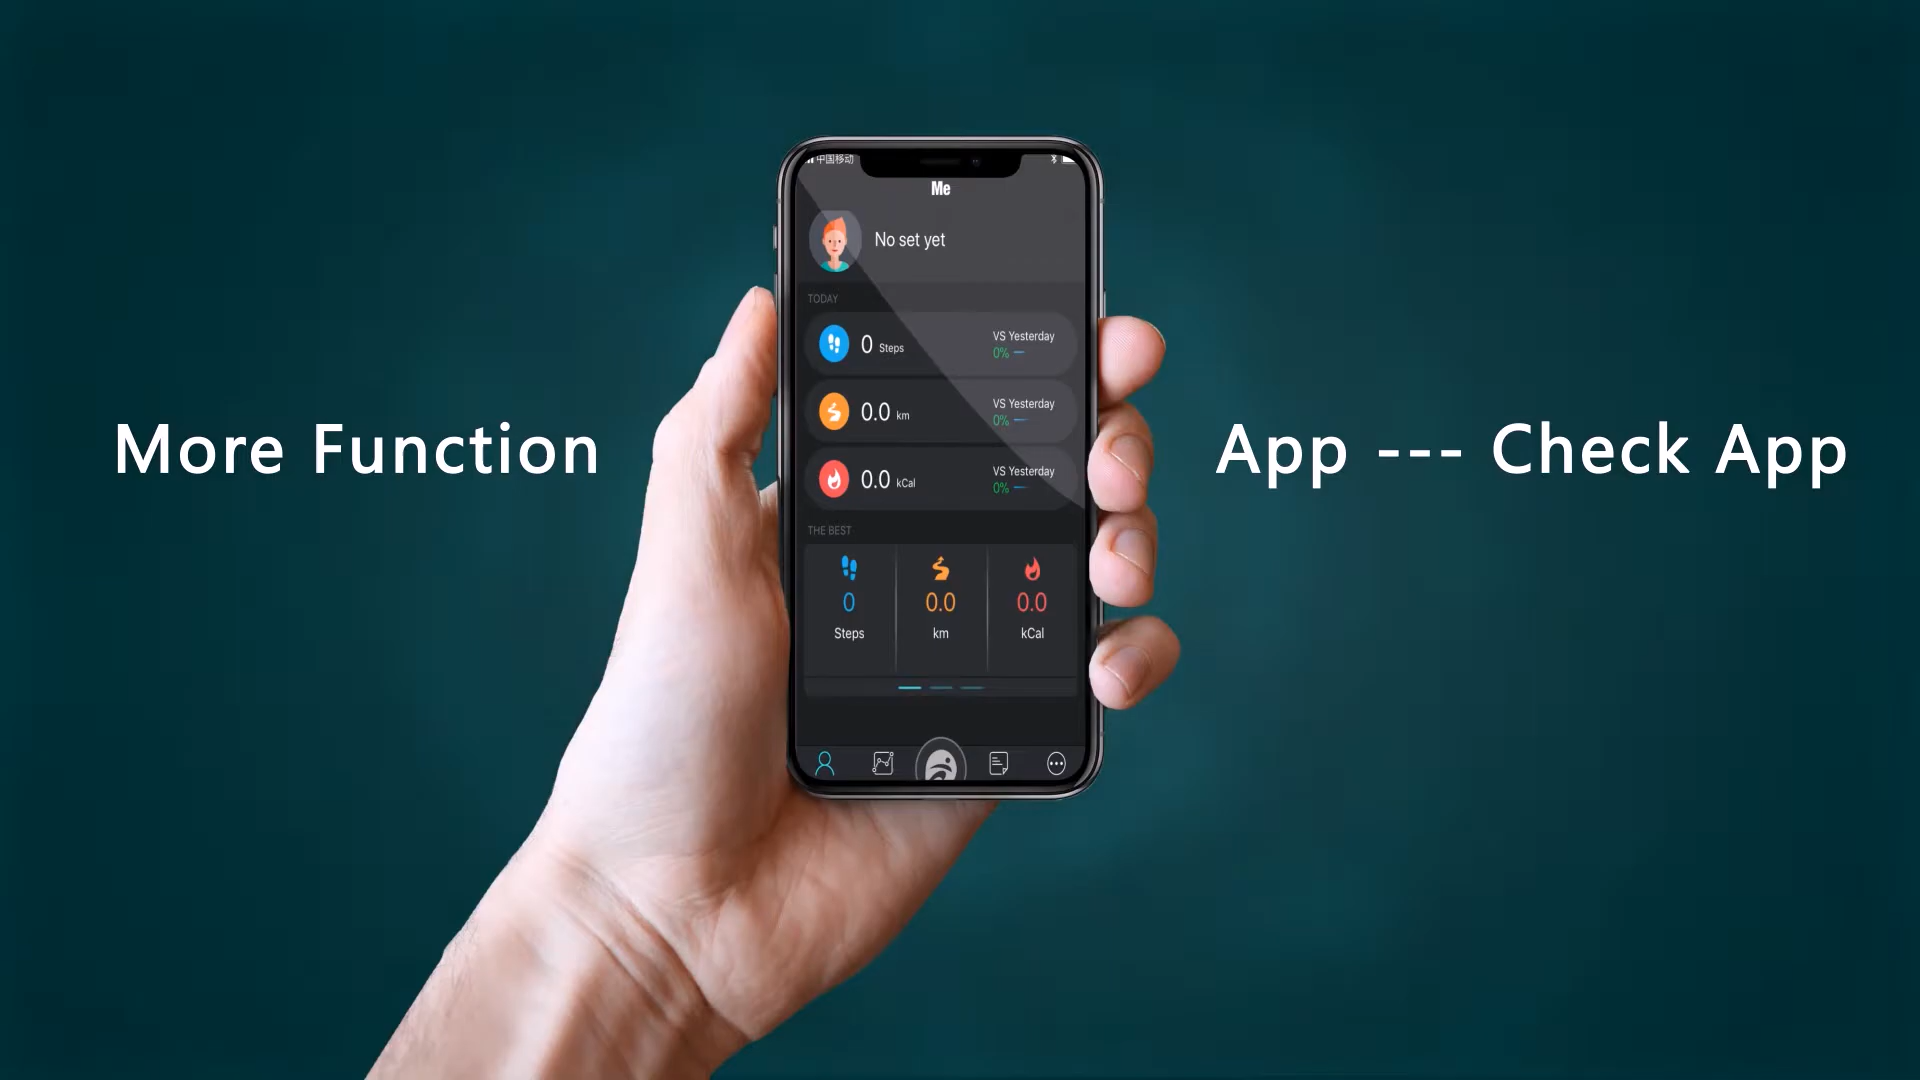 中国移动
Me
No set yet
TODAY
0 Steps
VS Yesterday
0%
0.0 km
VS Yesterday
0%
0.0 kCal
VS Yesterday
0%
THE BEST
0
Steps
0.0
km
0.0
kCal
More Function
App --- Check App